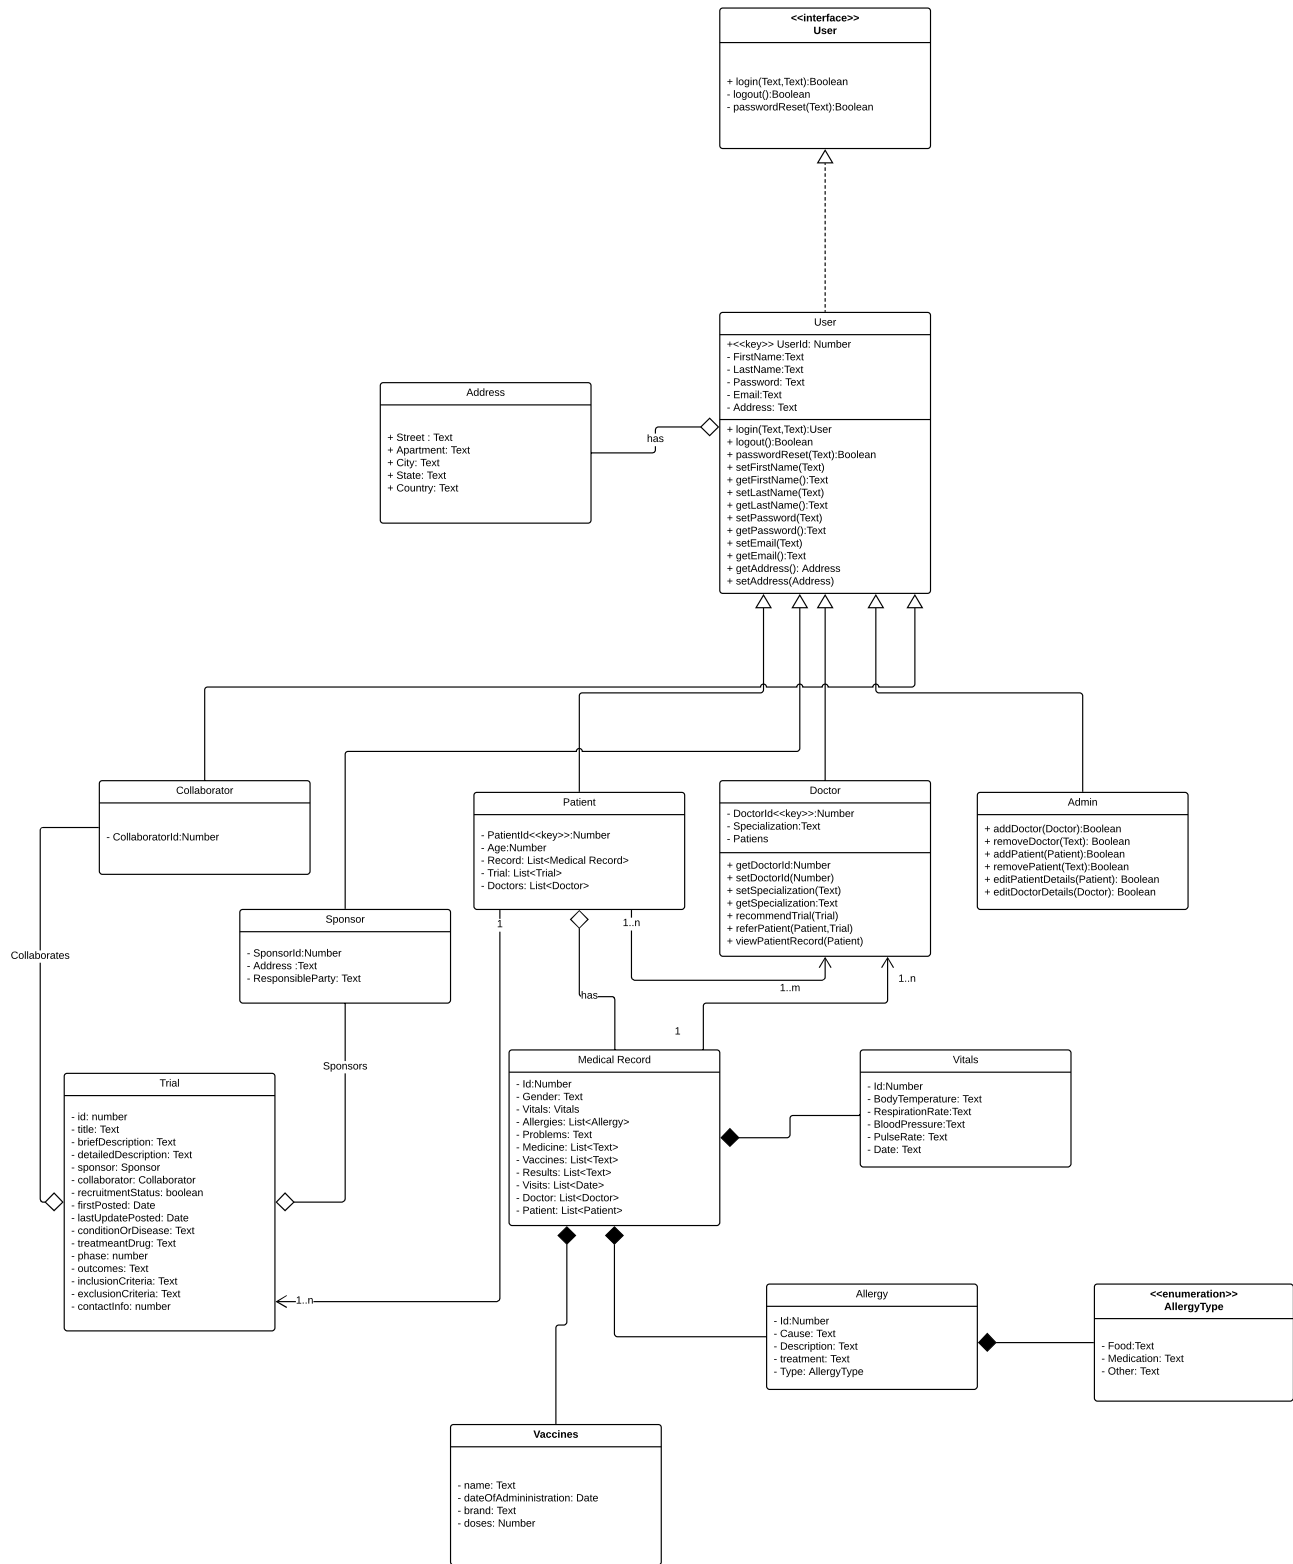 <<interface>>
User
+ login(Text,Text):Boolean
- logout():Boolean
- passwordReset(Text):Boolean
User
+<<key>> UserId: Number
- FirstName:Text
- LastName:Text
- Password: Text
- Email:Text
- Address: Text
+ login(Text,Text):User
+ logout():Boolean
+ passwordReset(Text):Boolean
+ setFirstName(Text)
+ getFirstName():Text
+ setLastName(Text)
+ getLastName():Text
+ setPassword(Text)
+ getPassword():Text
+ setEmail(Text)
+ getEmail():Text
+ getAddress(): Address
+ setAddress(Address)
Address
+ Street : Text
+ Apartment: Text
+ City: Text
+ State: Text
+ Country: Text
has
Collaborator
- CollaboratorId:Number
Patient
- PatientId<<key>>:Number
- Age:Number
- Record: List<Medical Record>
- Trial: List<Trial>
- Doctors: List<Doctor>
Doctor
- DoctorId<<key>>:Number
- Specialization:Text
- Patiens
+ getDoctorId:Number
+ setDoctorId(Number)
+ setSpecialization(Text)
+ getSpecialization:Text
+ recommendTrial(Trial)
+ referPatient(Patient,Trial)
+ viewPatientRecord(Patient)
Admin
+ addDoctor(Doctor):Boolean
+ removeDoctor(Text): Boolean
+ addPatient(Patient):Boolean
+ removePatient(Text):Boolean
+ editPatientDetails(Patient): Boolean
+ editDoctorDetails(Doctor): Boolean
Sponsor
- SponsorId:Number
- Address :Text
- ResponsibleParty: Text
Collaborates
1
1..n
has
1..m
1..n
1
Sponsors
Trial
- id: number
- title: Text
- briefDescription: Text
- detailedDescription: Text
- sponsor: Sponsor
- collaborator: Collaborator
- recruitmentStatus: boolean
- firstPosted: Date
- lastUpdatePosted: Date
- conditionOrDisease: Text
- treatmeantDrug: Text
- phase: number
- outcomes: Text
- inclusionCriteria: Text
- exclusionCriteria: Text
- contactInfo: number
1..n
Medical Record
- Id:Number
- Gender: Text
- Vitals: Vitals
- Allergies: List<Allergy>
- Problems: Text
- Medicine: List<Text>
- Vaccines: List<Text>
- Results: List<Text>
- Visits: List<Date>
- Doctor: List<Doctor>
- Patient: List<Patient>
Vitals
- Id:Number
- BodyTemperature: Text
- RespirationRate:Text
- BloodPressure:Text
- PulseRate: Text
- Date: Text
Allergy
- Id:Number
- Cause: Text
- Description: Text
- treatment: Text
- Type: AllergyType
<<enumeration>>
AllergyType
- Food:Text
- Medication: Text
- Other: Text
Vaccines
- name: Text
- dateOfAdmininistration: Date
- brand: Text
- doses: Number